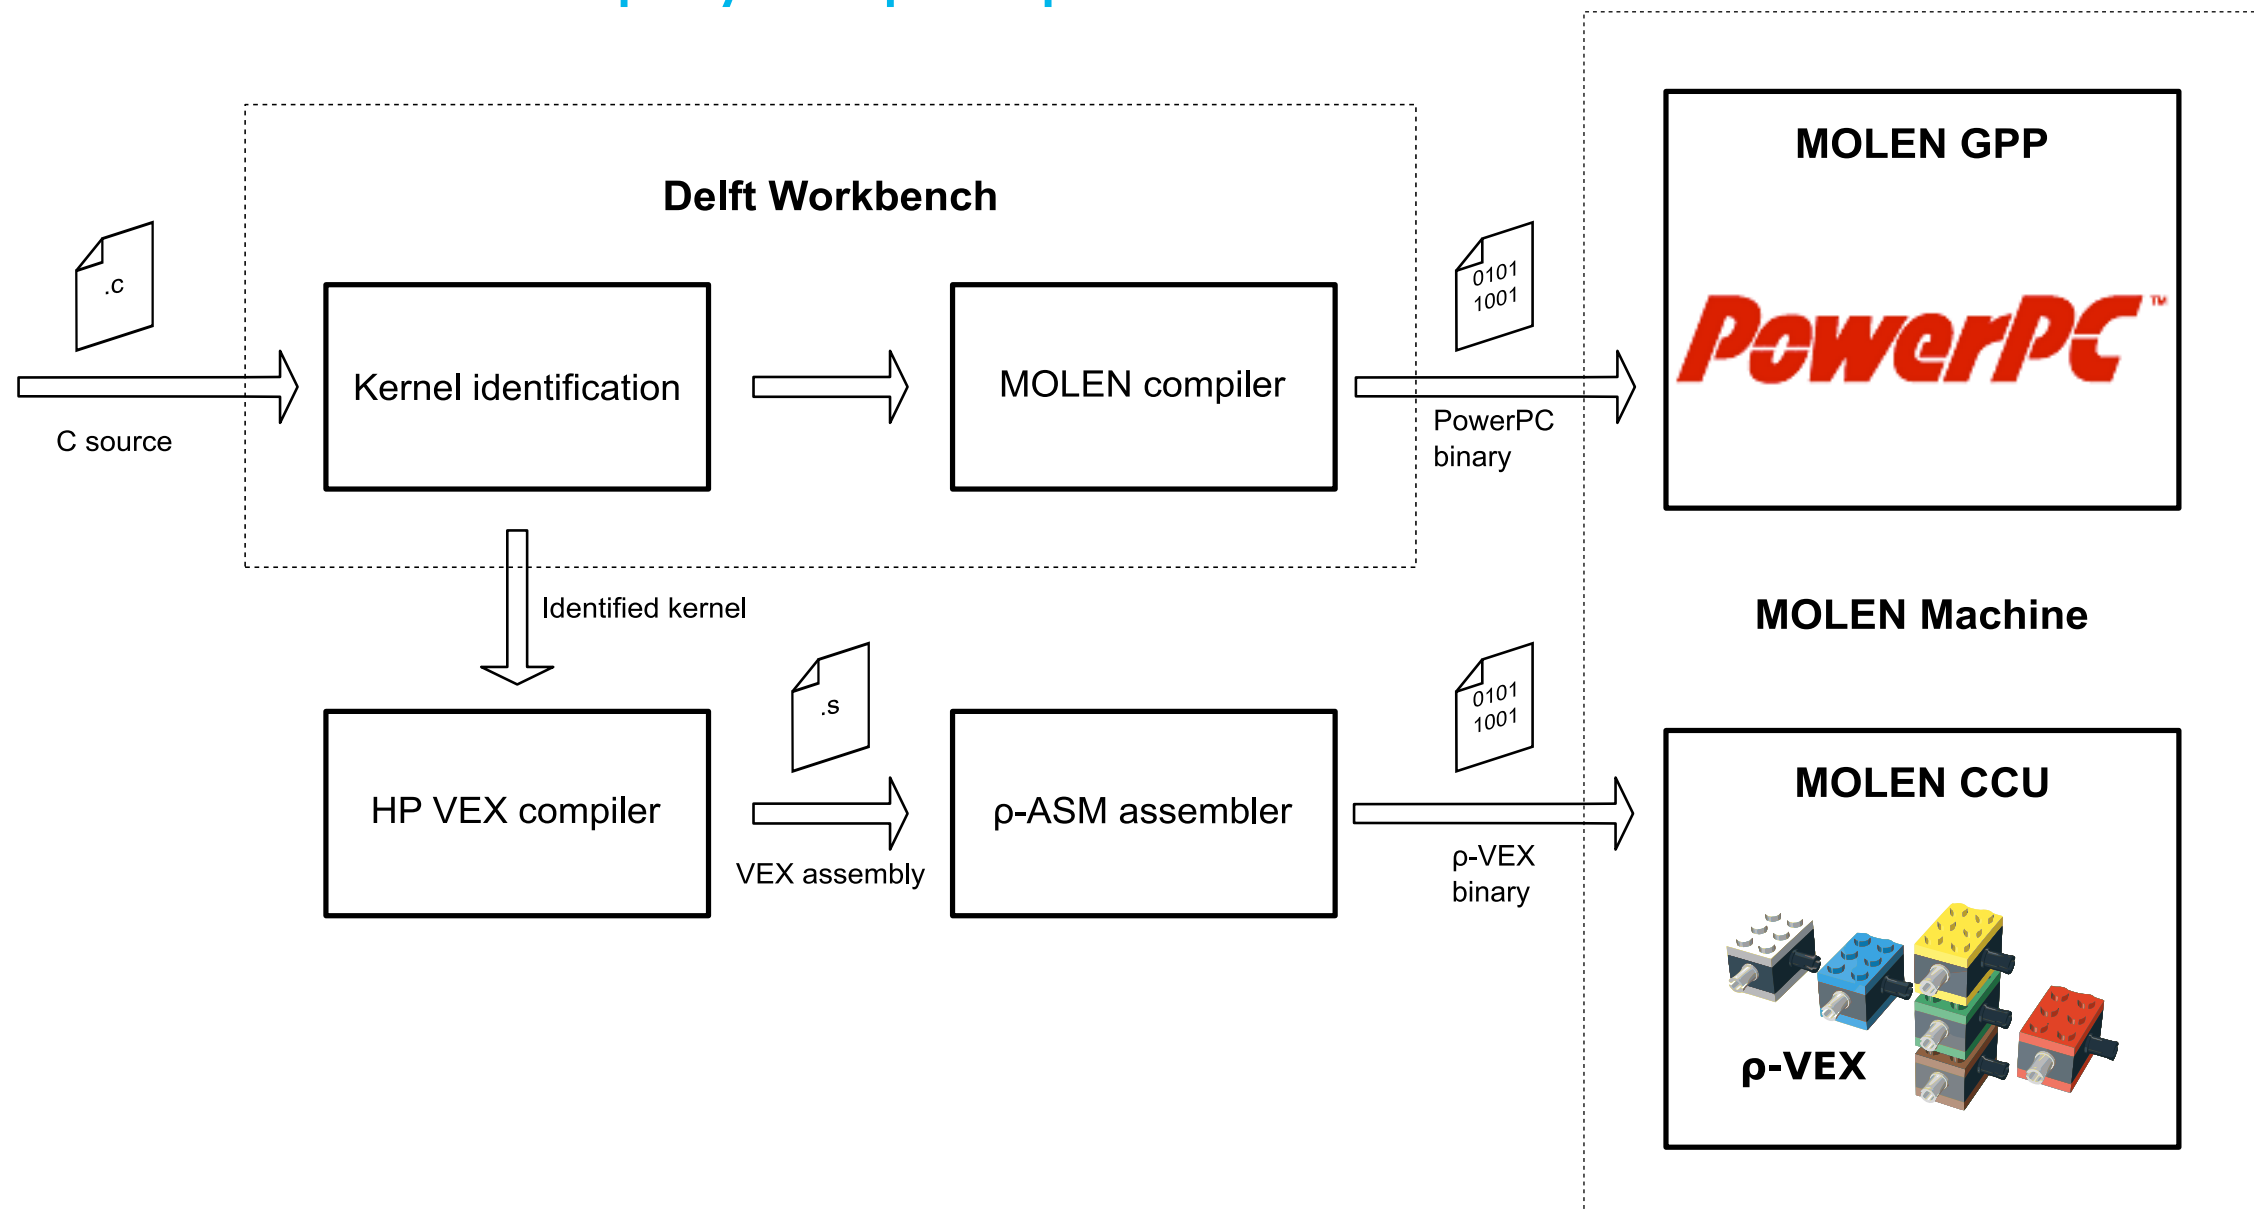 MOLEN GPP
Delft Workbench
.c
0101
1001
PowerPC™
Kernel identification
MOLEN compiler
C source
PowerPC
binary
Identified kernel
MOLEN Machine
.s
0101
1001
MOLEN CCU
HP VEX compiler
ρ-ASM assembler
VEX assembly
ρ-VEX
binary
ρ-VEX